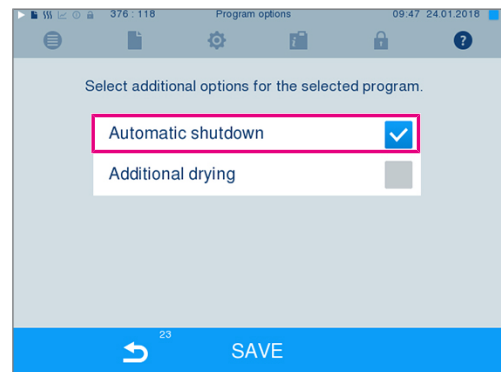 376 : 118 Program options 09:47 24.01.2018
?
Select additional options for the selected program.
Automatic shutdown
Additional drying
23
SAVE